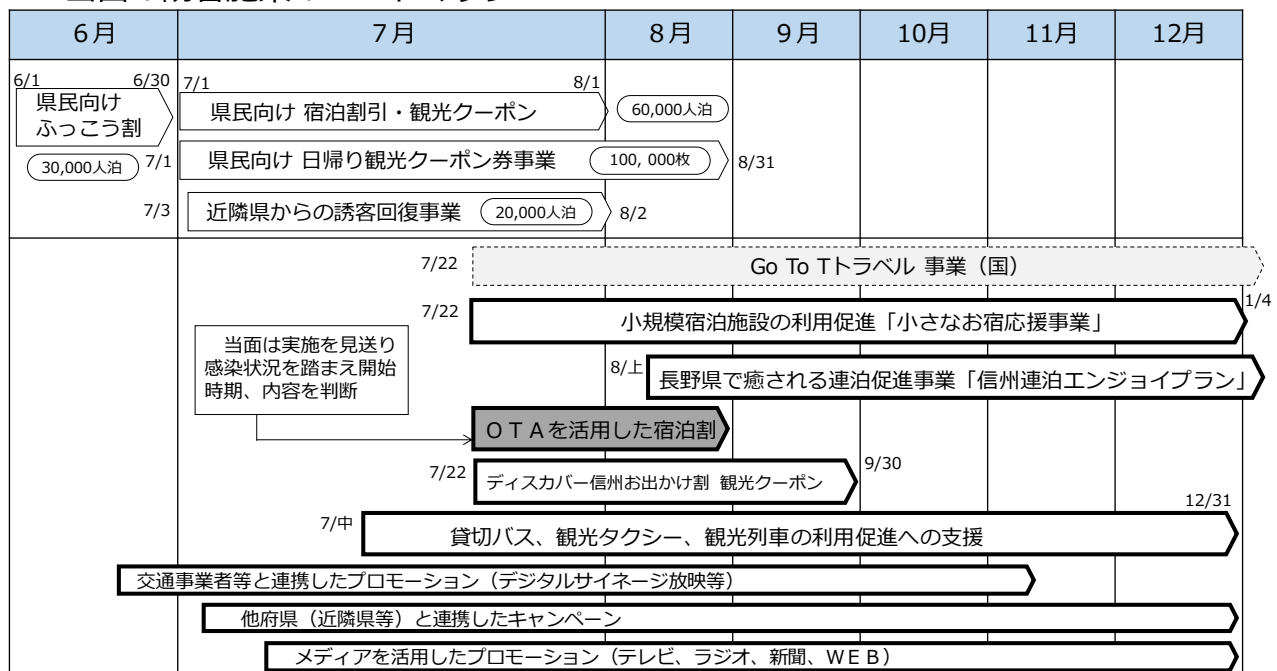 6月
7月
8月
9月
10月
11月
12月
6/1
6/30
7/1
8/1
県民向け
ふっこう割
県民向け 宿泊割引・観光クーポン
60,000人泊
30,000人泊
7/1
県民向け 日帰り観光クーポン券事業
100,000枚
8/31
7/3
近隣県からの誘客回復事業
20,000人泊
8/2
7/22
Go To Tトラベル 事業（国）
1/4
7/22
小規模宿泊施設の利用促進「小さなお宿応援事業」
当面は実施を見送り
感染状況を踏まえ開始
時期、内容を判断
8/上
長野県で癒される連泊促進事業「信州連泊エンジョイプラン」
ＯＴＡを活用した宿泊割
7/22
ディスカバー信州お出かけ割 観光クーポン
9/30
12/31
7/中
貸切バス、観光タクシー、観光列車の利用促進への支援
交通事業者等と連携したプロモーション（デジタルサイネージ放映等）
他府県（近隣県等）と連携したキャンペーン
メディアを活用したプロモーション（テレビ、ラジオ、新聞、ＷＥＢ）